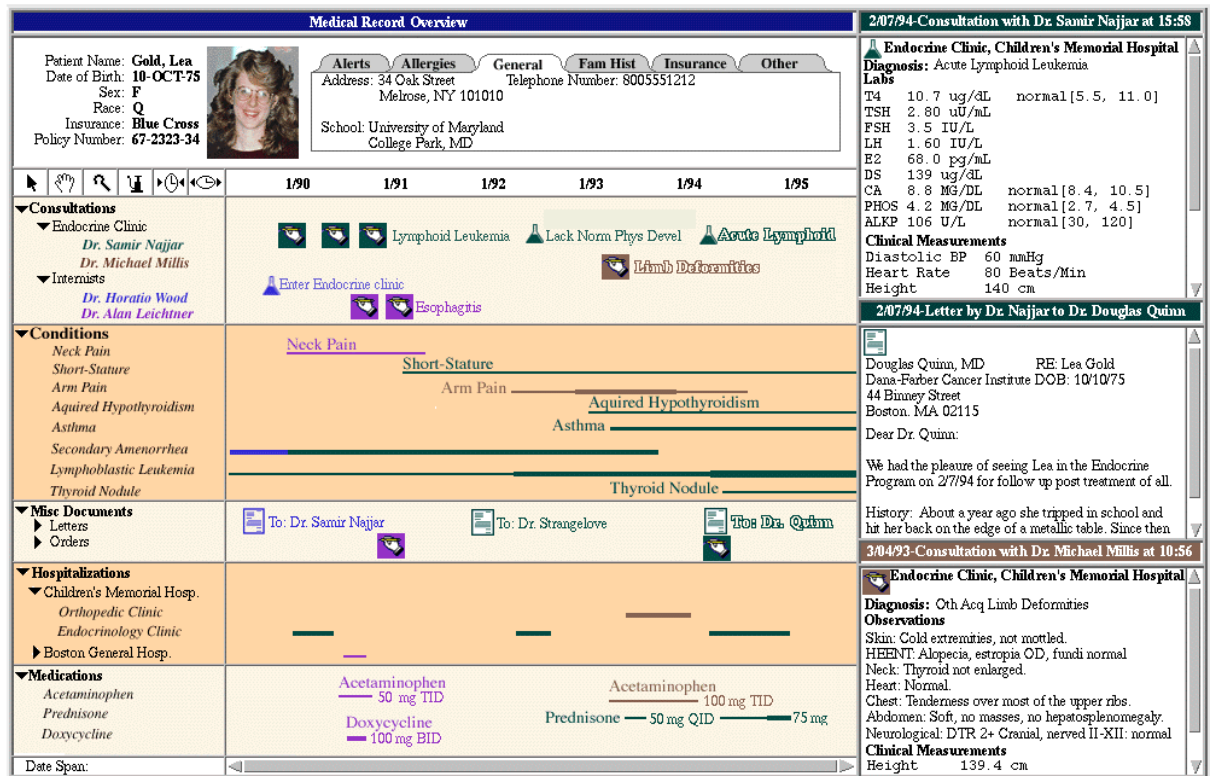 Medical Record Overview
Patient Name: Gold, Lea
Date of Birth: 10-OCT-75
Sex: F
Race: Q
Insurance: Blue Cross
Policy Number: 67-2323-34
Alerts Allergies General Fam Hist Insurance Other
Address: 34 Oak Street Telephone Number: 8005551212
Melrose, NY 101010
School: University of Maryland
College Park, MD
1/90 1/91 1/92 1/93 1/94 1/95
Consultations
Endocrine Clinic
Dr. Samir Najjar
Dr. Michael Millis
Internists
Dr. Horatio Wood
Dr. Alan Leichtner
Lymphoid Leukemia Lack Norm Phys Devel Acute Lymphoid
Limb Deformities
Enter Endocrine clinic
Esophagitis
Conditions
Neck Pain
Short-Stature
Arm Pain
Aquired Hypothyroidism
Asthma
Secondary Amenorrhea
Lymphoblastic Leukemia
Thyroid Nodule
Neck Pain
Short-Stature
Arm Pain
Aquired Hypothyroidism
Asthma
Thyroid Nodule
Misc Documents
Letters
Orders
To: Dr. Samir Najjar To: Dr. Strangelove To: Dr. Quinn
Hospitalizations
Children's Memorial Hosp.
Orthopedic Clinic
Endocrinology Clinic
Boston General Hosp.
Medications
Acetaminophen
Prednisone
Doxycycline
Acetaminophen
50 mg TID
Doxycycline
100 mg BID
Acetaminophen
100 mg TID
Prednisone 50 mg QID 75 mg
Date Span:
2/07/94-Consultation with Dr. Samir Najjar at 15:58
Endocrine Clinic, Children's Memorial Hospital
Diagnosis: Acute Lymphoid Leukemia
Labs
T4 10.7 ug/dL normal[5.5, 11.0]
TSH 2.80 uU/mL
FSH 3.5 IU/L
LH 1.60 IU/L
E2 68.0 pg/mL
DS 139 ug/dL
CA 8.8 MG/DL normal[8.4, 10.5]
PHOS 4.2 MG/DL normal[2.7, 4.5]
ALKP 106 U/L normal[30, 120]
Clinical Measurements
Diastolic BP 60 mmHg
Heart Rate 80 Beats/Min
Height 140 cm
2/07/94-Letter by Dr. Najjar to Dr. Douglas Quinn
Douglas Quinn, MD RE: Lea Gold
Dana-Farber Cancer Institute DOB: 10/10/75
44 Binney Street
Boston. MA 02115
Dear Dr. Quinn:
We had the pleaure of seeing Lea in the Endocrine
Program on 2/7/94 for follow up post treatment of all.
History: About a year ago she tripped in school and
hit her back on the edge of a metallic table. Since then
3/04/93-Consultation with Dr. Michael Millis at 10:56
Endocrine Clinic, Children's Memorial Hospital
Diagnosis: Oth Acq Limb Deformities
Observations
Skin: Cold extremities, not mottled.
HEENT: Alopecia, estropia OD, fundi normal
Neck: Thyroid not enlarged.
Heart: Normal.
Chest: Tenderness over most of the upper ribs.
Abdomen: Soft, no masses, no hepatosplenomegaly.
Neurological: DTR 2+ Cranial, nerved II-XII: normal
Clinical Measurements
Height 139.4 cm